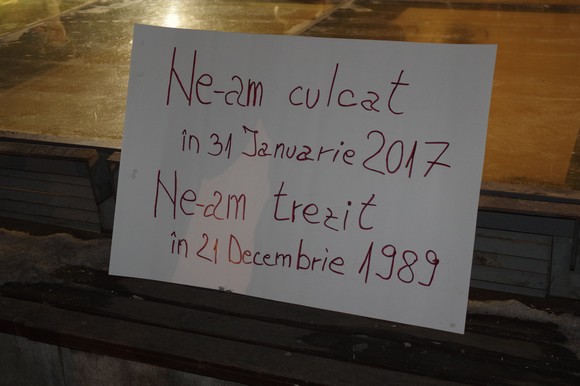 Ne-am culcat
în 31 Januarie 2017
Ne-am trezit
în 21 Decembrie 1989